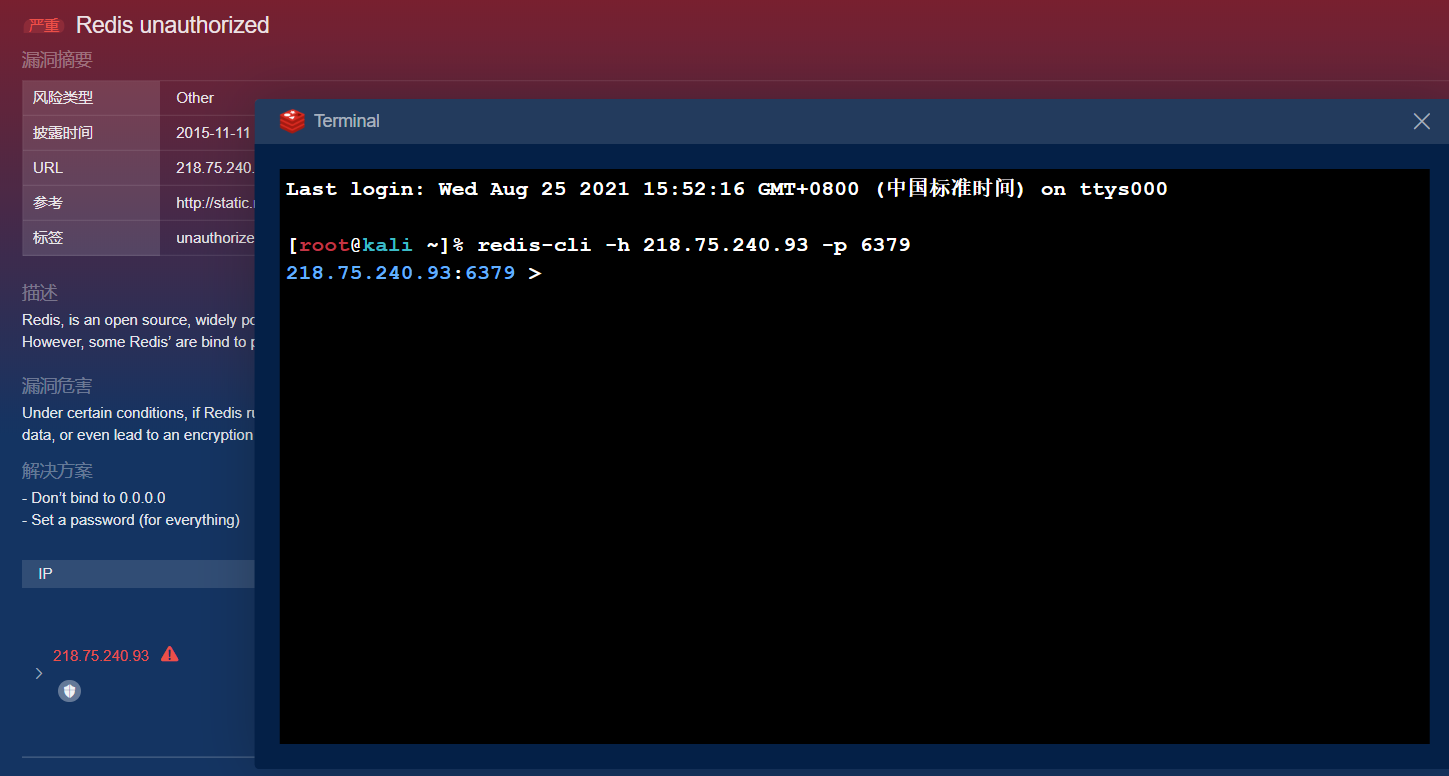 严重 Redis unauthorized
漏洞摘要
风险类型 Other
披露时间 2015-11-11
URL 218.75.240.
参考 http://static.
标签 unauthorize
描述
Redis, is an open source, widely
However, some Redis' are bind to
漏洞危害
Under certain conditions, if Redis
data, or even lead to an encryption
解决方案
- Don't bind to 0.0.0.0
- Set a password (for everything)
IP
218.75.240.93
Terminal
Last login: Wed Aug 25 2021 15:52:16 GMT+0800 (中国标准时间) on ttys000
[root@kali ~]% redis-cli -h 218.75.240.93 -p 6379
218.75.240.93:6379 >